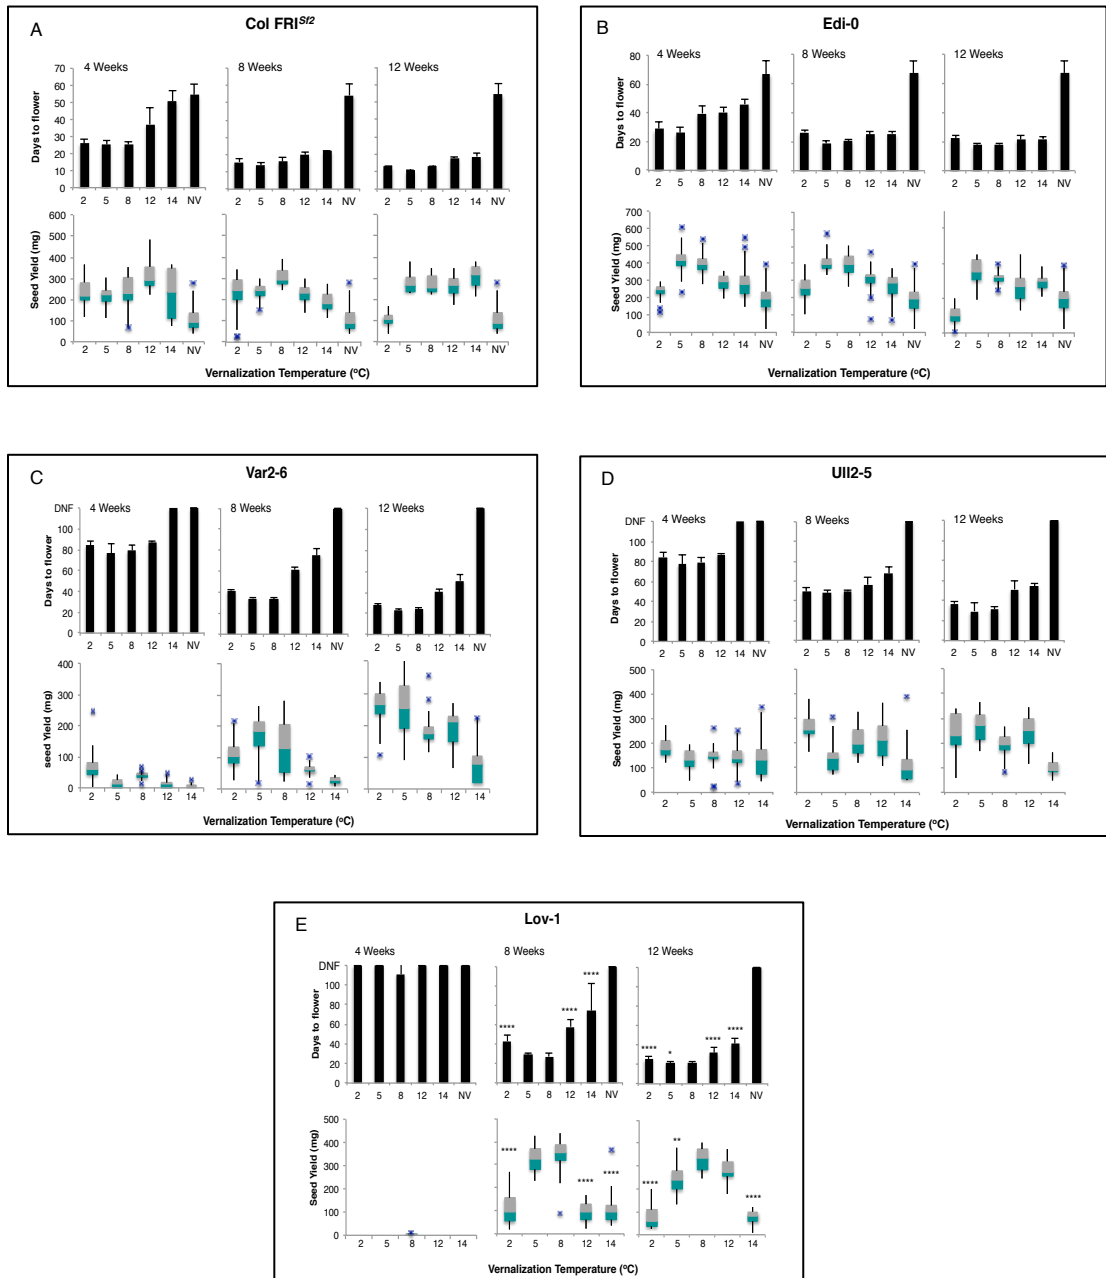 A
Col FRI^Sf2
4 Weeks 8 Weeks 12 Weeks
Days to flower
70
60
50
40
30
20
10
0
2 5 8 12 14 NV 2 5 8 12 14 NV 2 5 8 12 14 NV
Seed Yield (mg)
600
500
400
300
200
100
0
2 5 8 12 14 NV 2 5 8 12 14 NV 2 5 8 12 14 NV
Vernalization Temperature (°C)
B
Edi-0
4 Weeks 8 Weeks 12 Weeks
Days to flower
80
60
40
20
0
2 5 8 12 14 NV 2 5 8 12 14 NV 2 5 8 12 14 NV
Seed Yield (mg)
700
600
500
400
300
200
100
0
2 5 8 12 14 NV 2 5 8 12 14 NV 2 5 8 12 14 NV
Vernalization Temperature (°C)
C
Var2-6
4 Weeks 8 Weeks 12 Weeks
Days to flower
DNF
100
80
60
40
20
0
2 5 8 12 14 NV 2 5 8 12 14 NV 2 5 8 12 14 NV
seed Yield (mg)
400
300
200
100
0
2 5 8 12 14 2 5 8 12 14 2 5 8 12 14
Vernalization Temperature (°C)
D
Ull2-5
4 Weeks 8 Weeks 12 Weeks
Days to flower
DNF
100
80
60
40
20
0
2 5 8 12 14 NV 2 5 8 12 14 NV 2 5 8 12 14 NV
Seed Yield (mg)
500
400
300
200
100
0
2 5 8 12 14 2 5 8 12 14 2 5 8 12 14
Vernalization Temperature (°C)
E
Lov-1
4 Weeks 8 Weeks 12 Weeks
Days to flower
DNF
100
80
60
40
20
0
**** **** **** **** * **** ****
2 5 8 12 14 NV 2 5 8 12 14 NV 2 5 8 12 14 NV
Seed Yield (mg)
500
400
300
200
100
0
**** **** **** **** ** ****
2 5 8 12 14 2 5 8 12 14 2 5 8 12 14
Vernalization Temperature (°C)